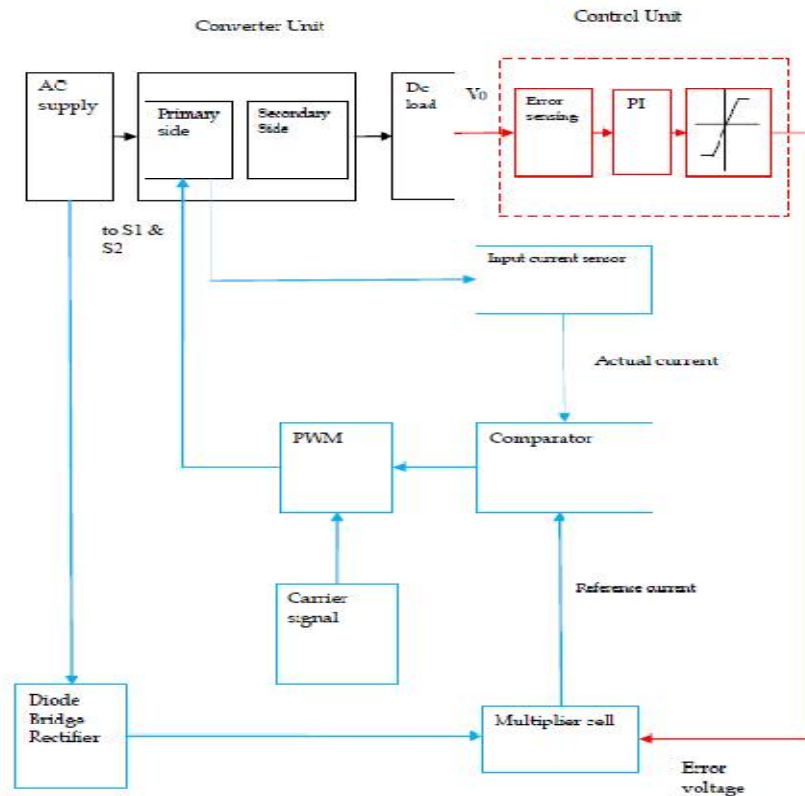 Converter Unit
Control Unit
AC
supply
Primary
side
Secondary
Side
Dc
load
V0
Error
sensing
PI
to S1 &
S2
Input current sensor
Actual current
PWM
Comparator
Carrier
signal
Reference current
Diode
Bridge
Rectifier
Multiplier cell
Error
voltage